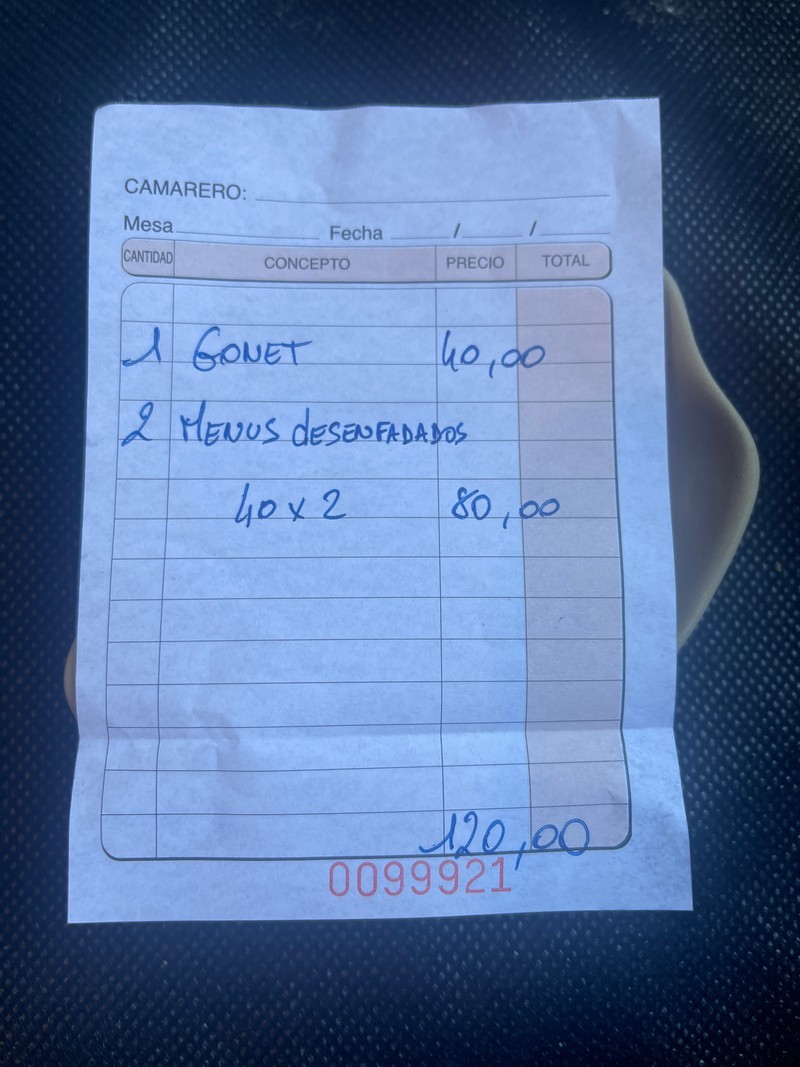 CAMARERO:
Mesa Fecha / /
CANTIDAD CONCEPTO PRECIO TOTAL
1 GONET 40,00
2 MENUS dESENFADADOS
40 x 2 80,00
120,00
0099921